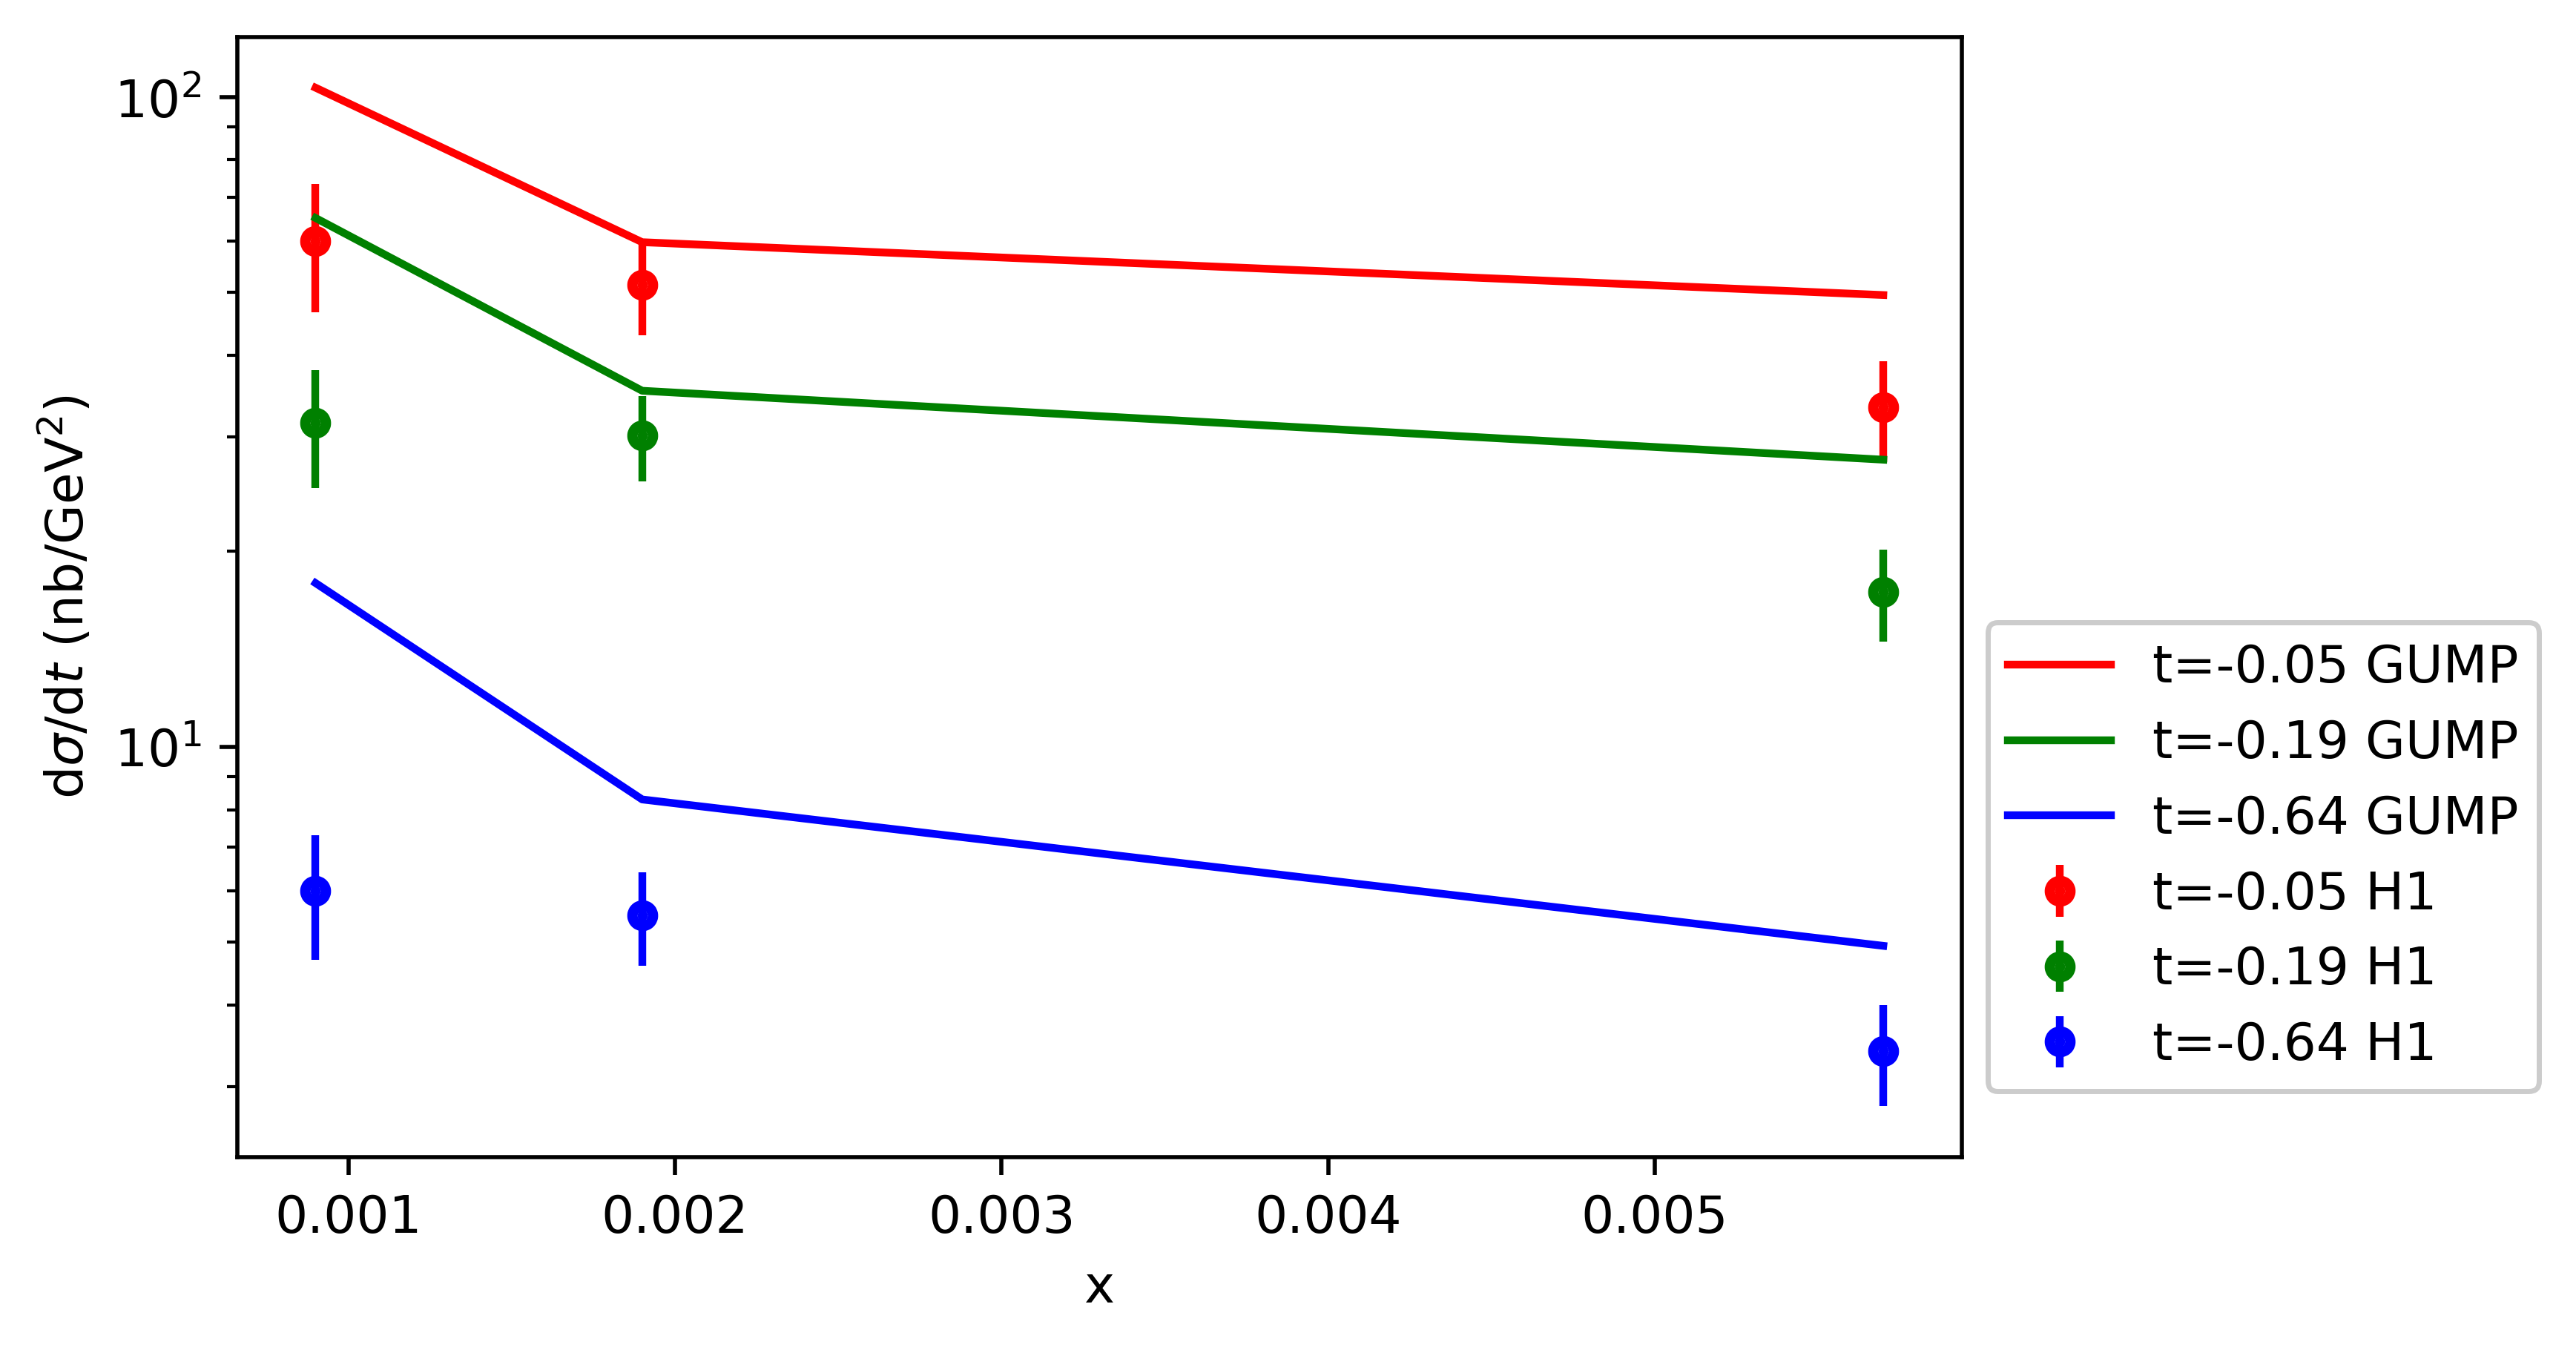 dσ/dt (nb/GeV²)
10²
10¹
0.001 0.002 0.003 0.004 0.005
x
t=-0.05 GUMP
t=-0.19 GUMP
t=-0.64 GUMP
t=-0.05 H1
t=-0.19 H1
t=-0.64 H1